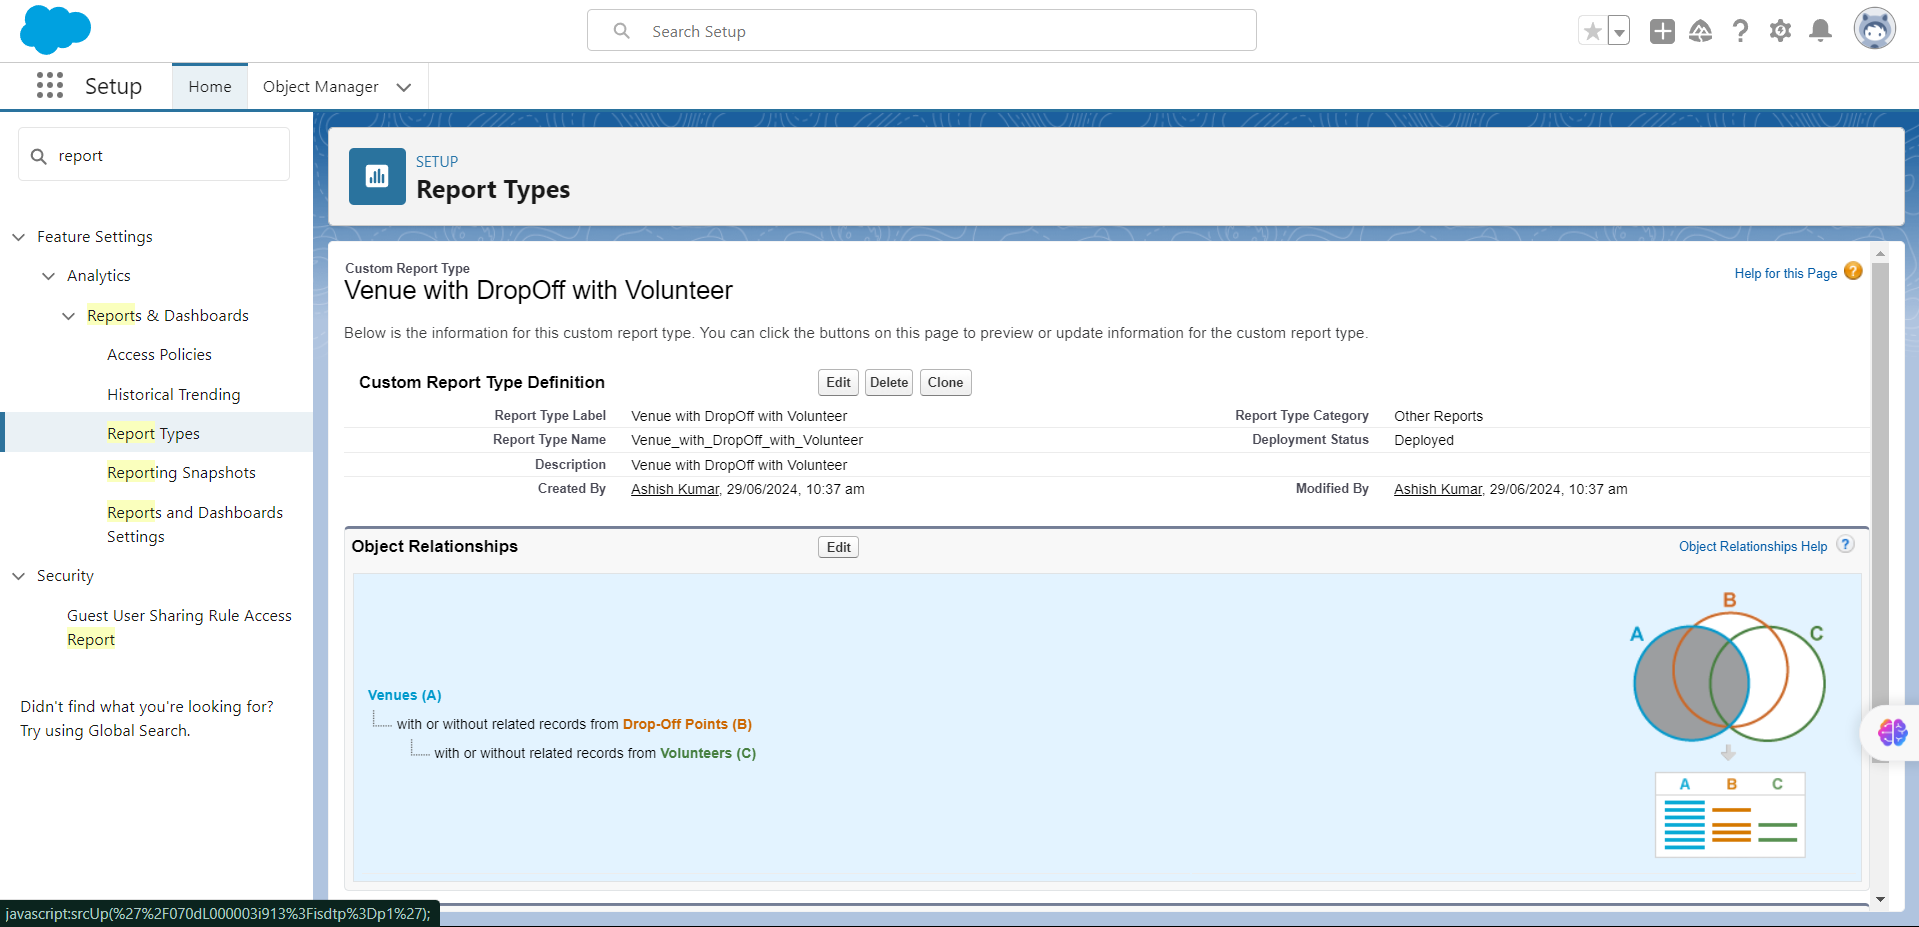 Search Setup
Setup
Home
Object Manager
report
Feature Settings
Analytics
Reports & Dashboards
Access Policies
Historical Trending
Report Types
Reporting Snapshots
Reports and Dashboards
Settings
Security
Guest User Sharing Rule Access
Report
Didn't find what you're looking for?
Try using Global Search.
SETUP
Report Types
Custom Report Type
Venue with DropOff with Volunteer
Help for this Page ?
Below is the information for this custom report type. You can click the buttons on this page to preview or update information for the custom report type.
Custom Report Type Definition Edit Delete Clone
Report Type Label Venue with DropOff with Volunteer Report Type Category Other Reports
Report Type Name Venue_with_DropOff_with_Volunteer Deployment Status Deployed
Description Venue with DropOff with Volunteer
Created By Ashish Kumar, 29/06/2024, 10:37 am Modified By Ashish Kumar, 29/06/2024, 10:37 am
Object Relationships Edit Object Relationships Help ?
Venues (A)
with or without related records from Drop-Off Points (B)
with or without related records from Volunteers (C)
B
A C
A B C
javascript:srcUp(%27%2F070dL000003i913%3Fisdtp%3Dp1%27);